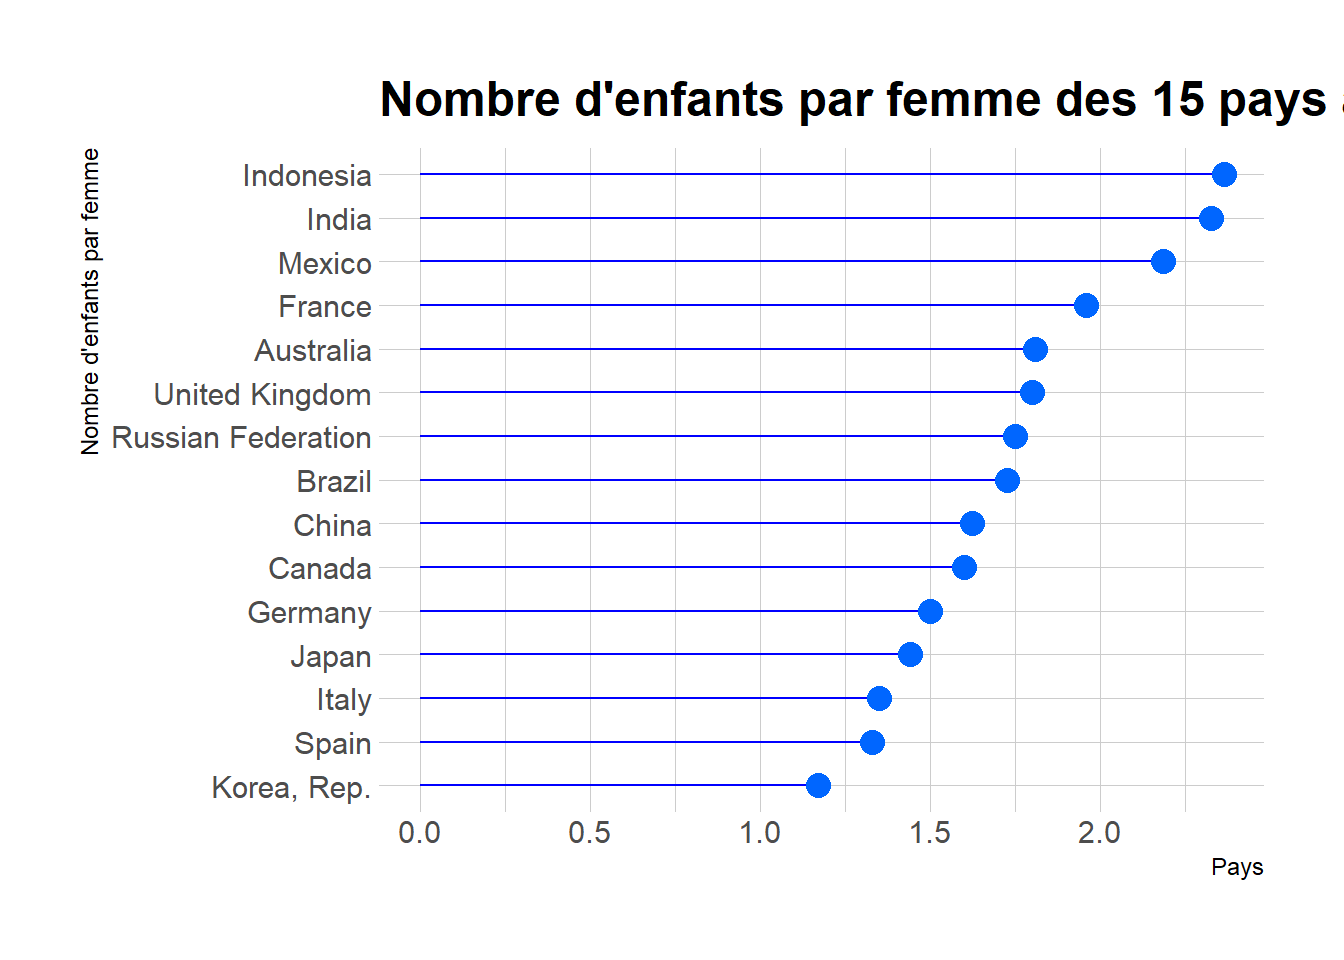 Nombre d'enfants par femme des 15 pays
Nombre d'enfants par femme
Indonesia
India
Mexico
France
Australia
United Kingdom
Russian Federation
Brazil
China
Canada
Germany
Japan
Italy
Spain
Korea, Rep.
0.0 0.5 1.0 1.5 2.0
Pays